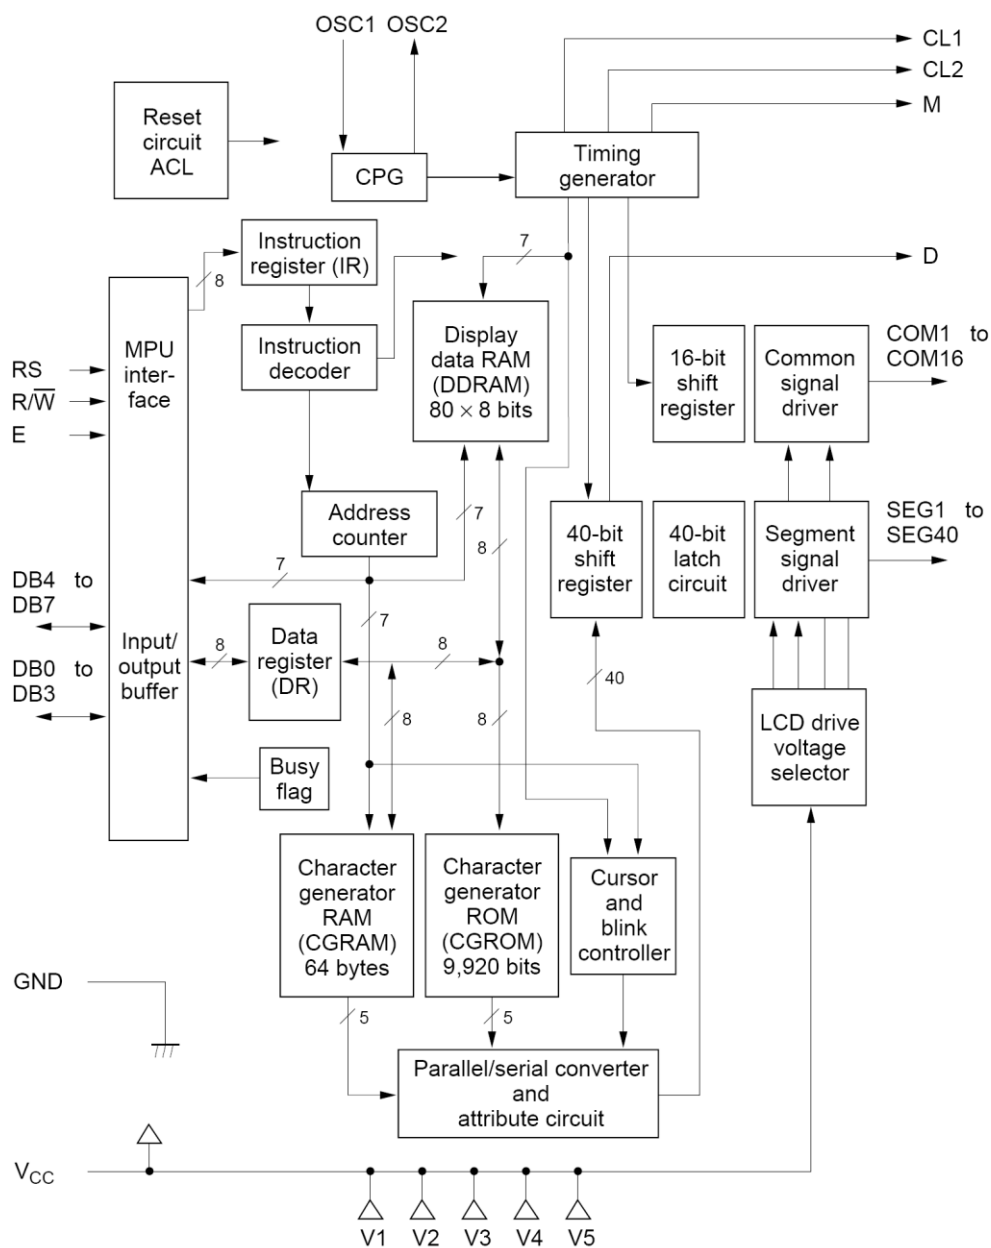 OSC1 OSC2
CL1
CL2
M
Reset
circuit
ACL
CPG
Timing
generator
7
D
Instruction
register (IR)
8
MPU
inter-
face
Instruction
decoder
Display
data RAM
(DDRAM)
80 × 8 bits
16-bit
shift
register
Common
signal
driver
COM1 to
COM16
RS
R/W̅
E
Address
counter
7
8
40-bit
shift
register
40-bit
latch
circuit
Segment
signal
driver
SEG1 to
SEG40
DB4 to
DB7
7
7
Input/
output
buffer
8
Data
register
(DR)
8
DB0 to
DB3
8
8
40
LCD drive
voltage
selector
Busy
flag
Character
generator
RAM
(CGRAM)
64 bytes
Character
generator
ROM
(CGROM)
9,920 bits
Cursor
and
blink
controller
GND
5
5
Parallel/serial converter
and
attribute circuit
VCC
V1 V2 V3 V4 V5